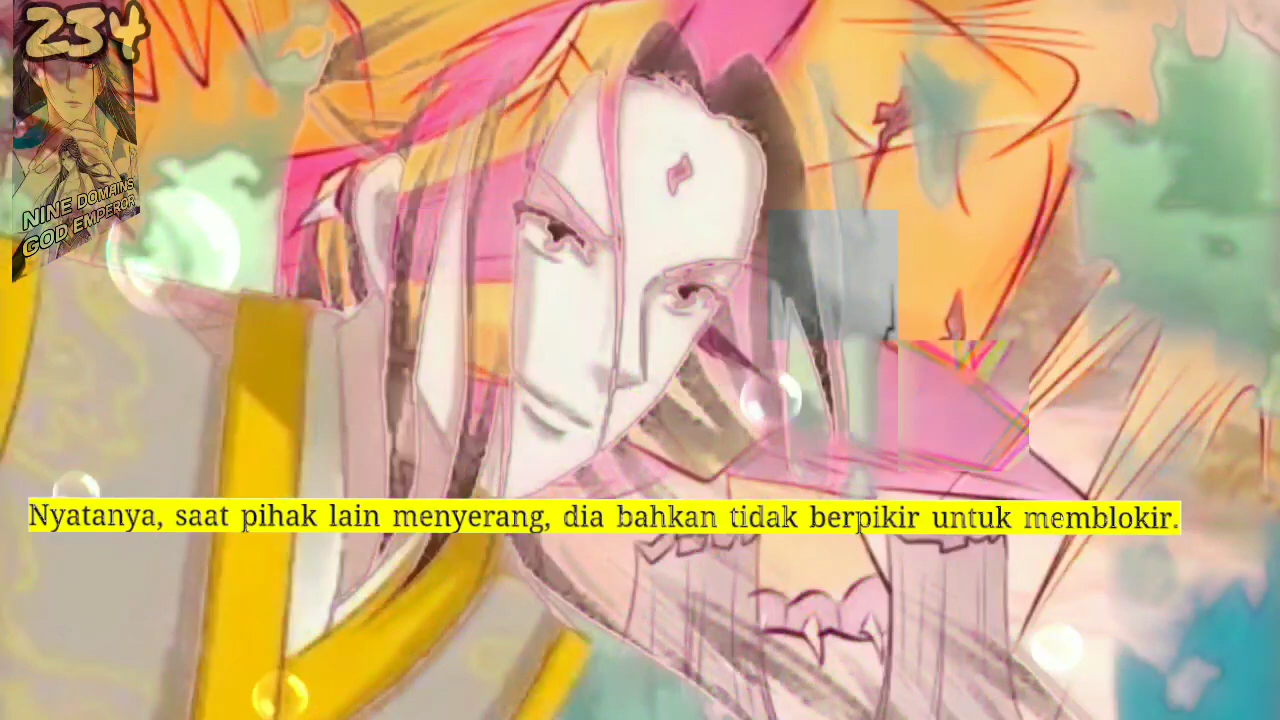 234
NINE DOMAINS
GOD EMPEROR
Nyatanya, saat pihak lain menyerang, dia bahkan tidak berpikir untuk memblokir.